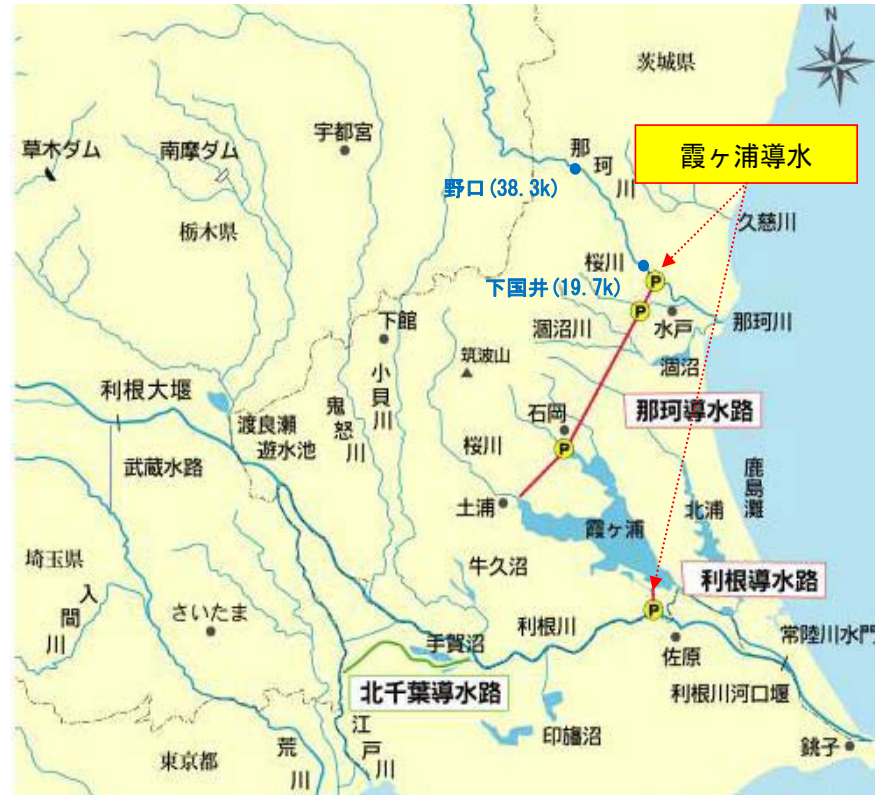 N
茨城県
宇都宮
草木ダム
南摩ダム
那珂川
霞ヶ浦導水
野口(38.3k)
久慈川
栃木県
桜川
下国井(19.7k)
下館
涸沼川
水戸
那珂川
筑波山
涸沼
利根大堰
小貝川
石岡
那珂導水路
渡良瀬
遊水池
鬼怒川
桜川
武蔵水路
鹿島灘
土浦
霞ヶ浦
北浦
埼玉県
牛久沼
利根導水路
入間川
さいたま
利根川
手賀沼
常陸川水門
佐原
北千葉導水路
利根川河口堰
江戸川
印旛沼
銚子
東京都
荒川
P
P
P
P